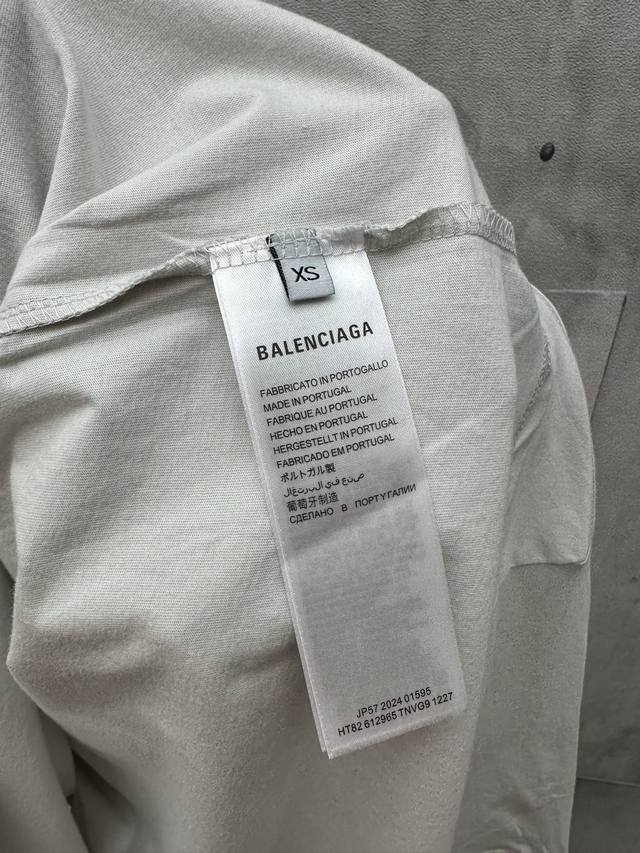 XS
BALENCIAGA
FABBRICATO IN PORTOGALLO
MADE IN PORTUGAL
FABRIQUE AU PORTUGAL
HECHO EN PORTUGAL
HERGESTELLT IN PORTUGAL
FABRICADO EM PORTUGAL
ポルトガル製
صنع في البرتغال
葡萄牙制造
СДЕЛАНО В ПОРТУГАЛИИ
JP57 2024 01595
HT82 612965 TNVG9 1227